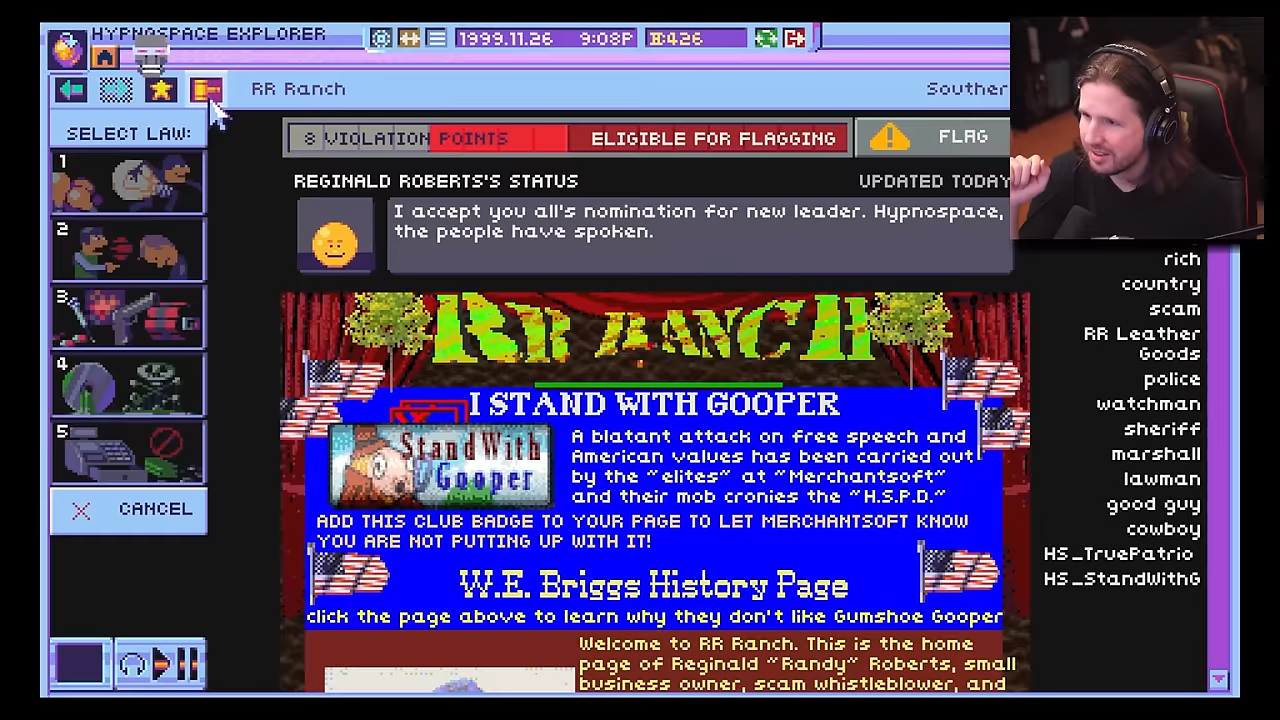 HYPNOSPACE EXPLORER
1999.11.26 9:08P
426
RR Ranch
Souther
SELECT LAW:
1
2
3
4
5
CANCEL
8 VIOLATION POINTS
ELIGIBLE FOR FLAGGING
FLAG
REGINALD ROBERTS'S STATUS
UPDATED TODAY
I accept you all's nomination for new leader. Hypnospace,
the people have spoken.
RR RANCH
I STAND WITH GOOPER
Stand With
Gooper
A blatant attack on free speech and
American values has been carried out
by the "elites" at "Merchantsoft"
and their mob cronies the "H.S.P.D."
ADD THIS CLUB BADGE TO YOUR PAGE TO LET MERCHANTSOFT KNOW
YOU ARE NOT PUTTING UP WITH IT!
W.E. Briggs History Page
click the page above to learn why they don't like Gumshoe Gooper
Welcome to RR Ranch. This is the home
page of Reginald "Randy" Roberts, small
business owner, scam whistleblower, and
rich
country
scam
RR Leather
Goods
police
watchman
sheriff
marshall
lawman
good guy
cowboy
HS_TruePatrio
HS_StandWithG